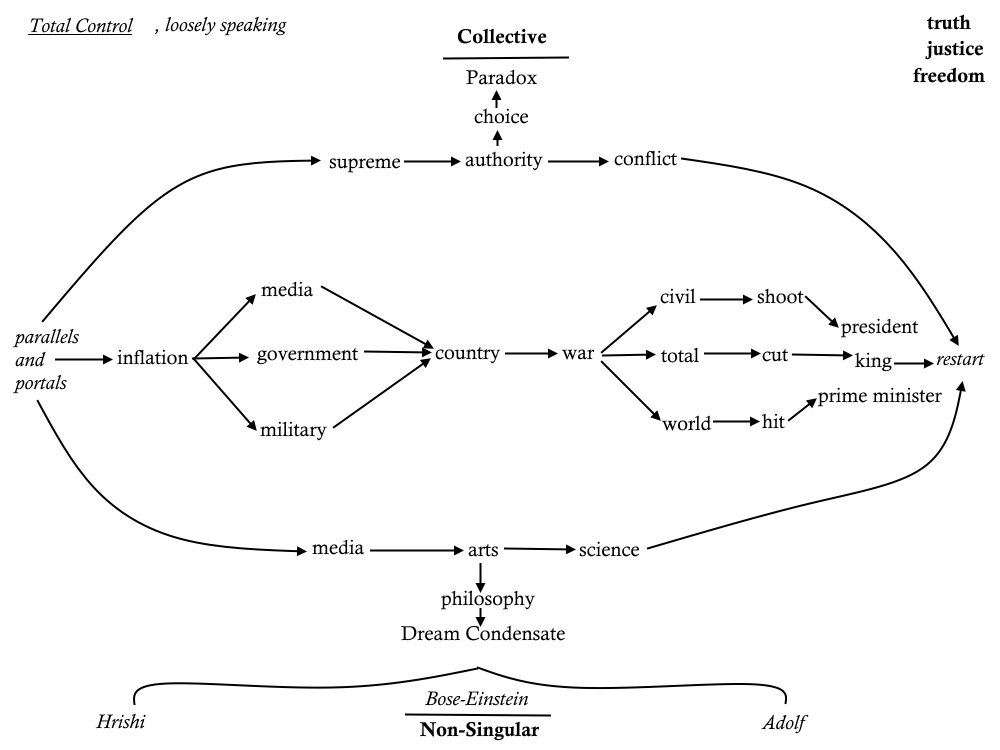 Total Control , loosely speaking
truth
justice
freedom
Collective
Paradox
choice
supreme authority conflict
media civil shoot
president
parallels
and
portals
inflation government country war total cut king restart
prime minister
military world hit
media arts science
philosophy
Dream Condensate
Bose-Einstein
Hrishi Non-Singular Adolf